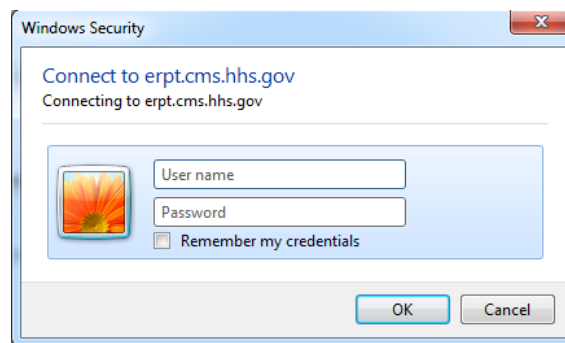 Windows Security
Connect to erpt.cms.hhs.gov
Connecting to erpt.cms.hhs.gov
User name
Password
Remember my credentials
OK Cancel